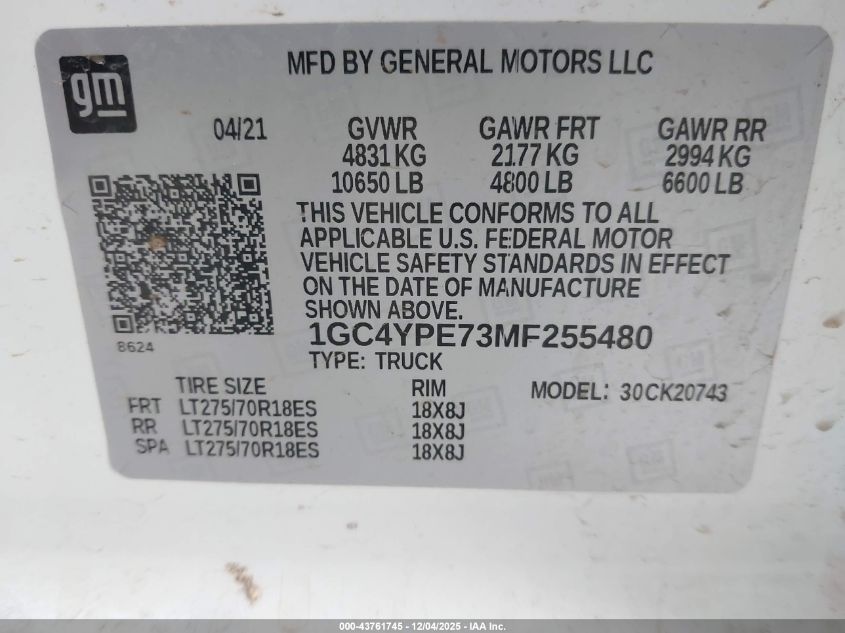 gm
MFD BY GENERAL MOTORS LLC
04/21 GVWR GAWR FRT GAWR RR
4831 KG 2177 KG 2994 KG
10650 LB 4800 LB 6600 LB
THIS VEHICLE CONFORMS TO ALL
APPLICABLE U.S. FEDERAL MOTOR
VEHICLE SAFETY STANDARDS IN EFFECT
ON THE DATE OF MANUFACTURE
SHOWN ABOVE.
8624
1GC4YPE73MF255480
TYPE: TRUCK
TIRE SIZE RIM MODEL: 30CK20743
FRT LT275/70R18ES 18X8J
RR LT275/70R18ES 18X8J
SPA LT275/70R18ES 18X8J
000-43761745 - 12/04/2025 - IAA Inc.